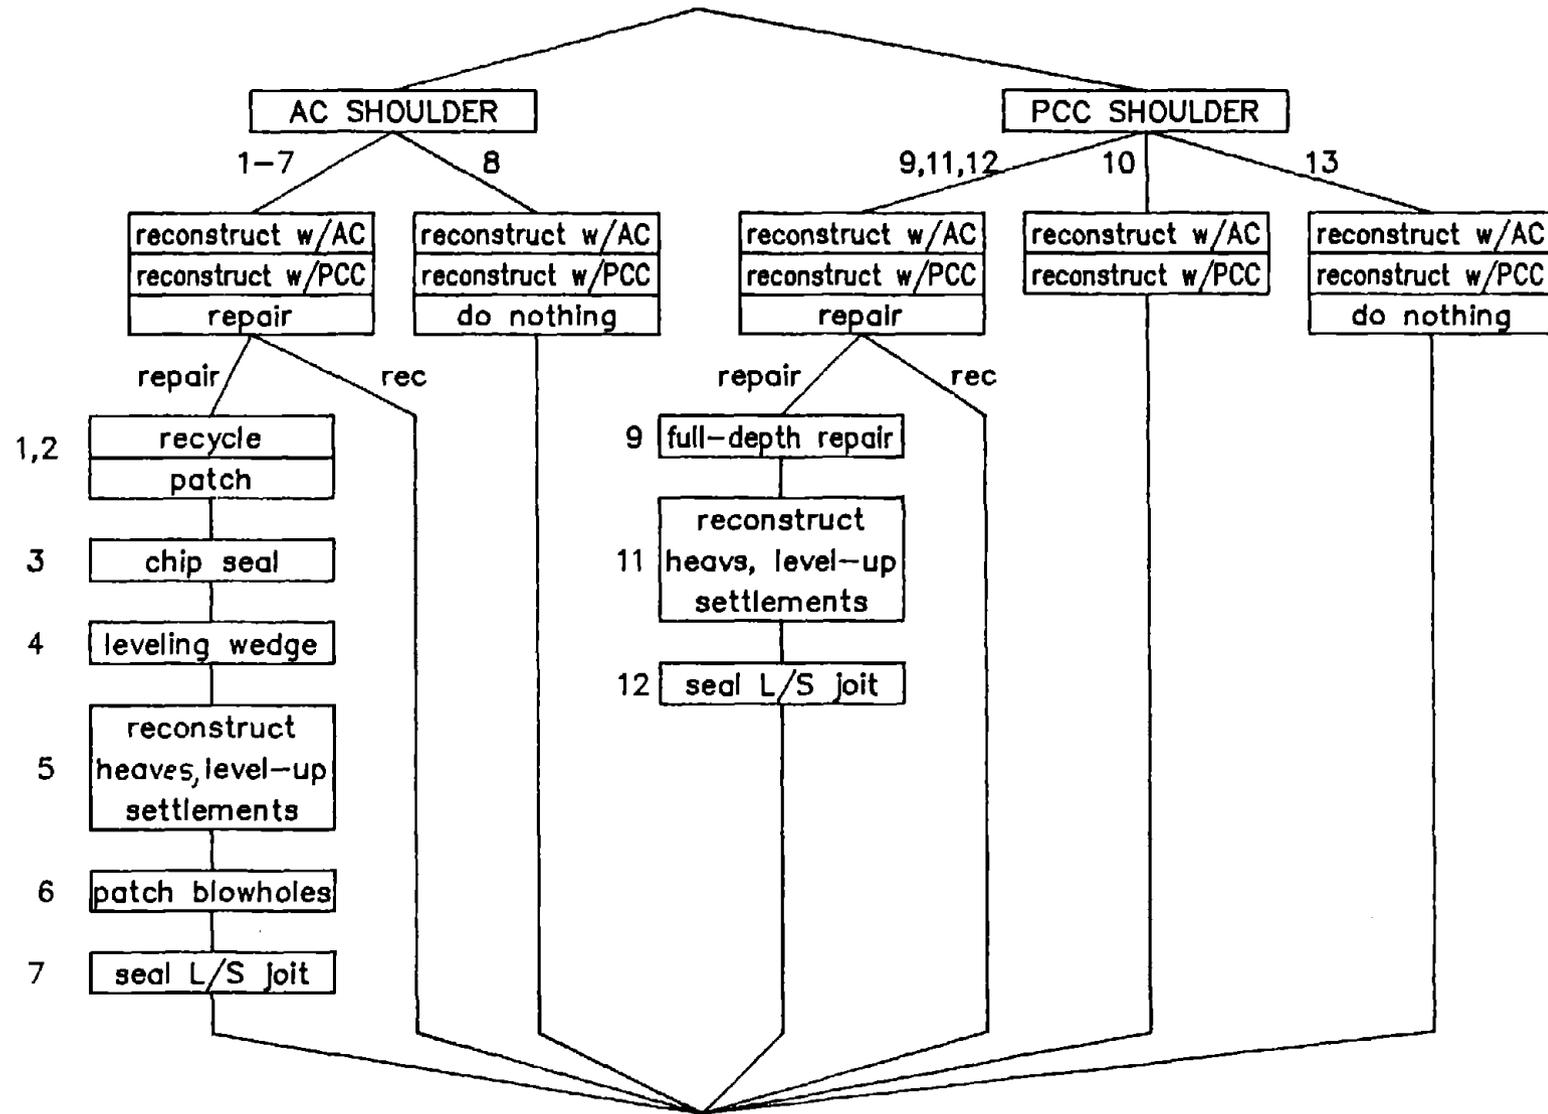 AC SHOULDER
PCC SHOULDER
1-7
8
9,11,12
10
13
reconstruct w/AC
reconstruct w/PCC
repair
reconstruct w/AC
reconstruct w/PCC
do nothing
reconstruct w/AC
reconstruct w/PCC
repair
reconstruct w/AC
reconstruct w/PCC
reconstruct w/AC
reconstruct w/PCC
do nothing
repair
rec
repair
rec
1,2
recycle
patch
3
chip seal
4
leveling wedge
5
reconstruct
heaves, level-up
settlements
6
patch blowholes
7
seal L/S joit
9
full-depth repair
11
reconstruct
heavs, level-up
settlements
12
seal L/S joit